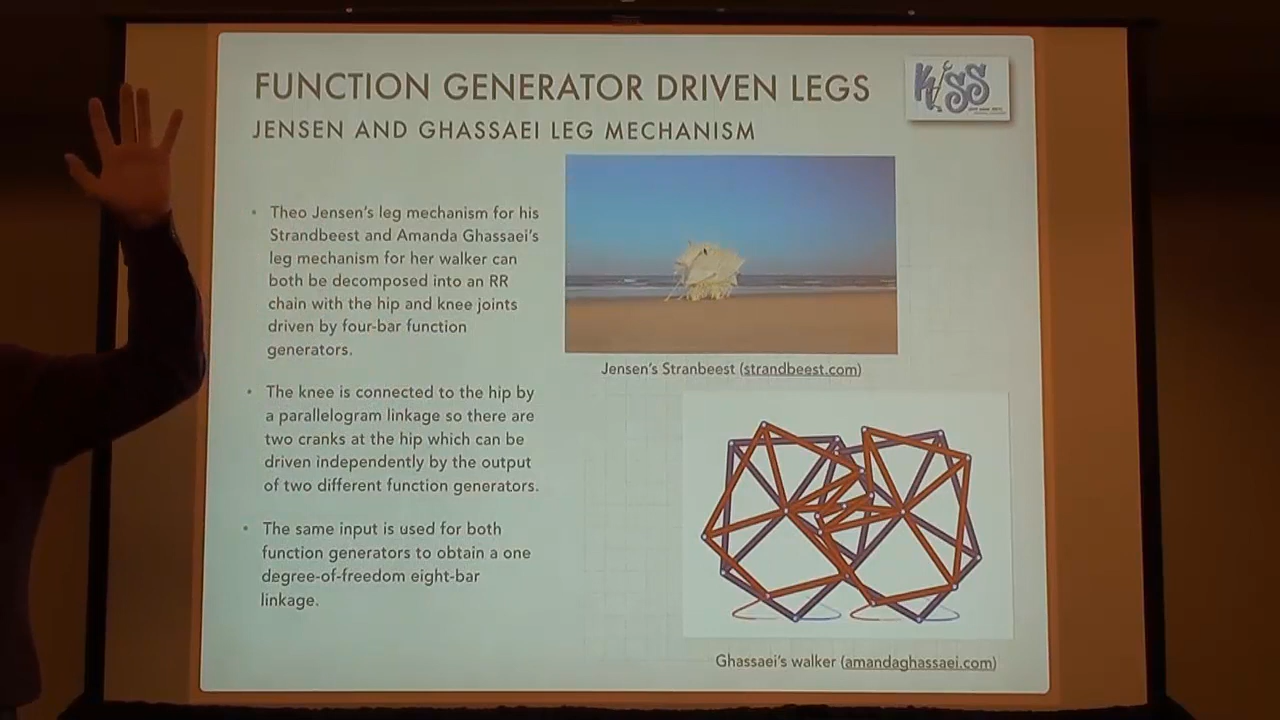 FUNCTION GENERATOR DRIVEN LEGS
KISS
JENSEN AND GHASSAEI LEG MECHANISM
• Theo Jensen's leg mechanism for his
Strandbeest and Amanda Ghassaei's
leg mechanism for her walker can
both be decomposed into an RR
chain with the hip and knee joints
driven by four-bar function
generators.
• The knee is connected to the hip by
a parallelogram linkage so there are
two cranks at the hip which can be
driven independently by the output
of two different function generators.
• The same input is used for both
function generators to obtain a one
degree-of-freedom eight-bar
linkage.
Jensen's Stranbeest (strandbeest.com)
Ghassaei's walker (amandaghassaei.com)